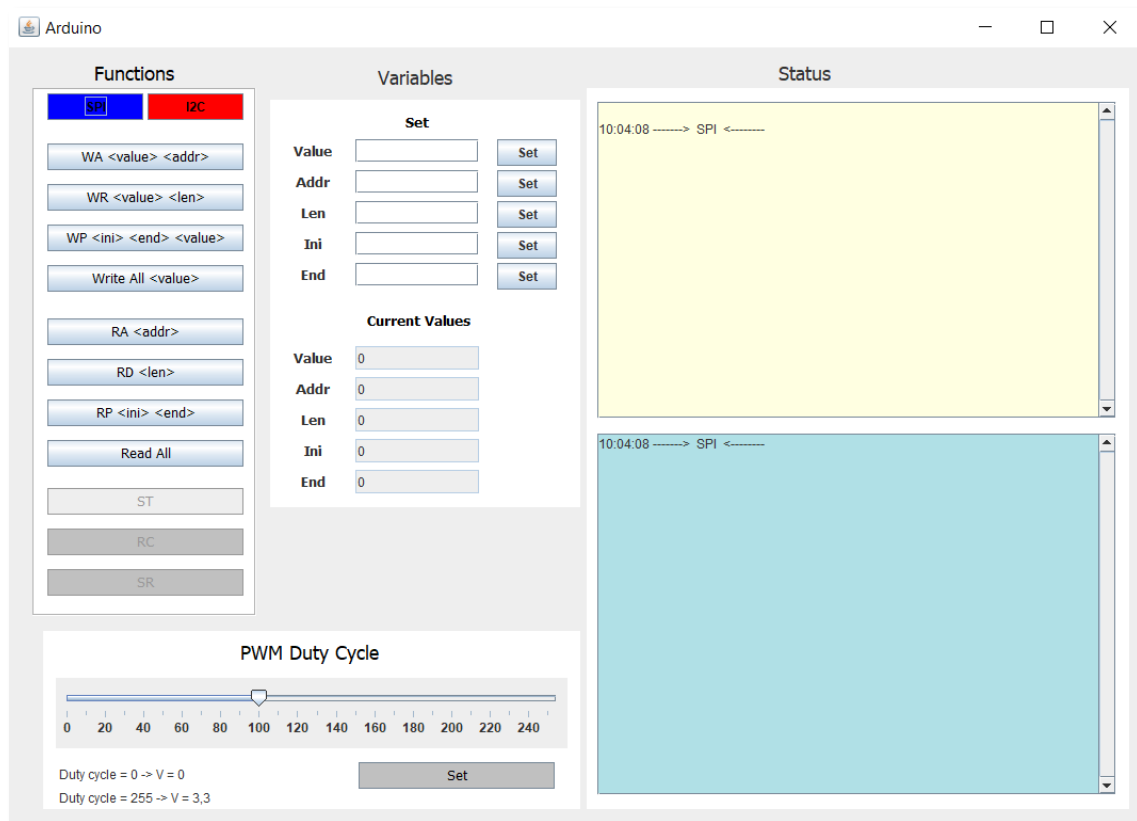 Arduino
Functions
SPI I2C
WA <value> <addr>
WR <value> <len>
WP <ini> <end> <value>
Write All <value>
RA <addr>
RD <len>
RP <ini> <end>
Read All
ST
RC
SR
Variables
Set
Value Set
Addr Set
Len Set
Ini Set
End Set
Current Values
Value 0
Addr 0
Len 0
Ini 0
End 0
PWM Duty Cycle
0 20 40 60 80 100 120 140 160 180 200 220 240
Duty cycle = 0 -> V = 0
Set
Duty cycle = 255 -> V = 3,3
Status
10:04:08 -------> SPI <--------
10:04:08 -------> SPI <--------